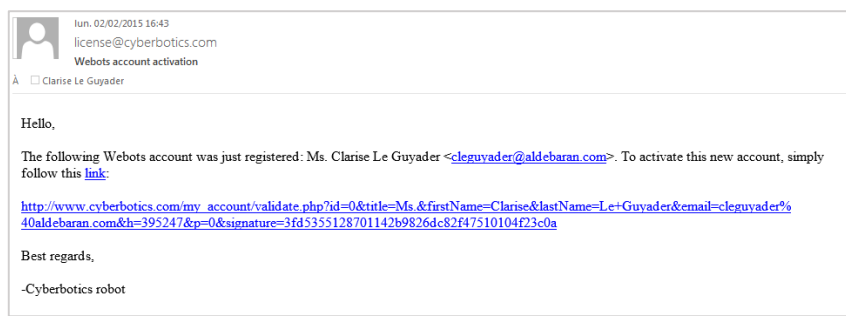 lun. 02/02/2015 16:43
license@cyberbotics.com
Webots account activation
À Clarise Le Guyader
Hello,
The following Webots account was just registered: Ms. Clarise Le Guyader <cleguyader@aldebaran.com>. To activate this new account, simply
follow this link:
http://www.cyberbotics.com/my_account/validate.php?id=0&title=Ms.&firstName=Clarise&lastName=Le+Guyader&email=cleguyader%
40aldebaran.com&h=395247&p=0&signature=3fd5355128701142b9826dc82f47510104f23c0a
Best regards,
-Cyberbotics robot